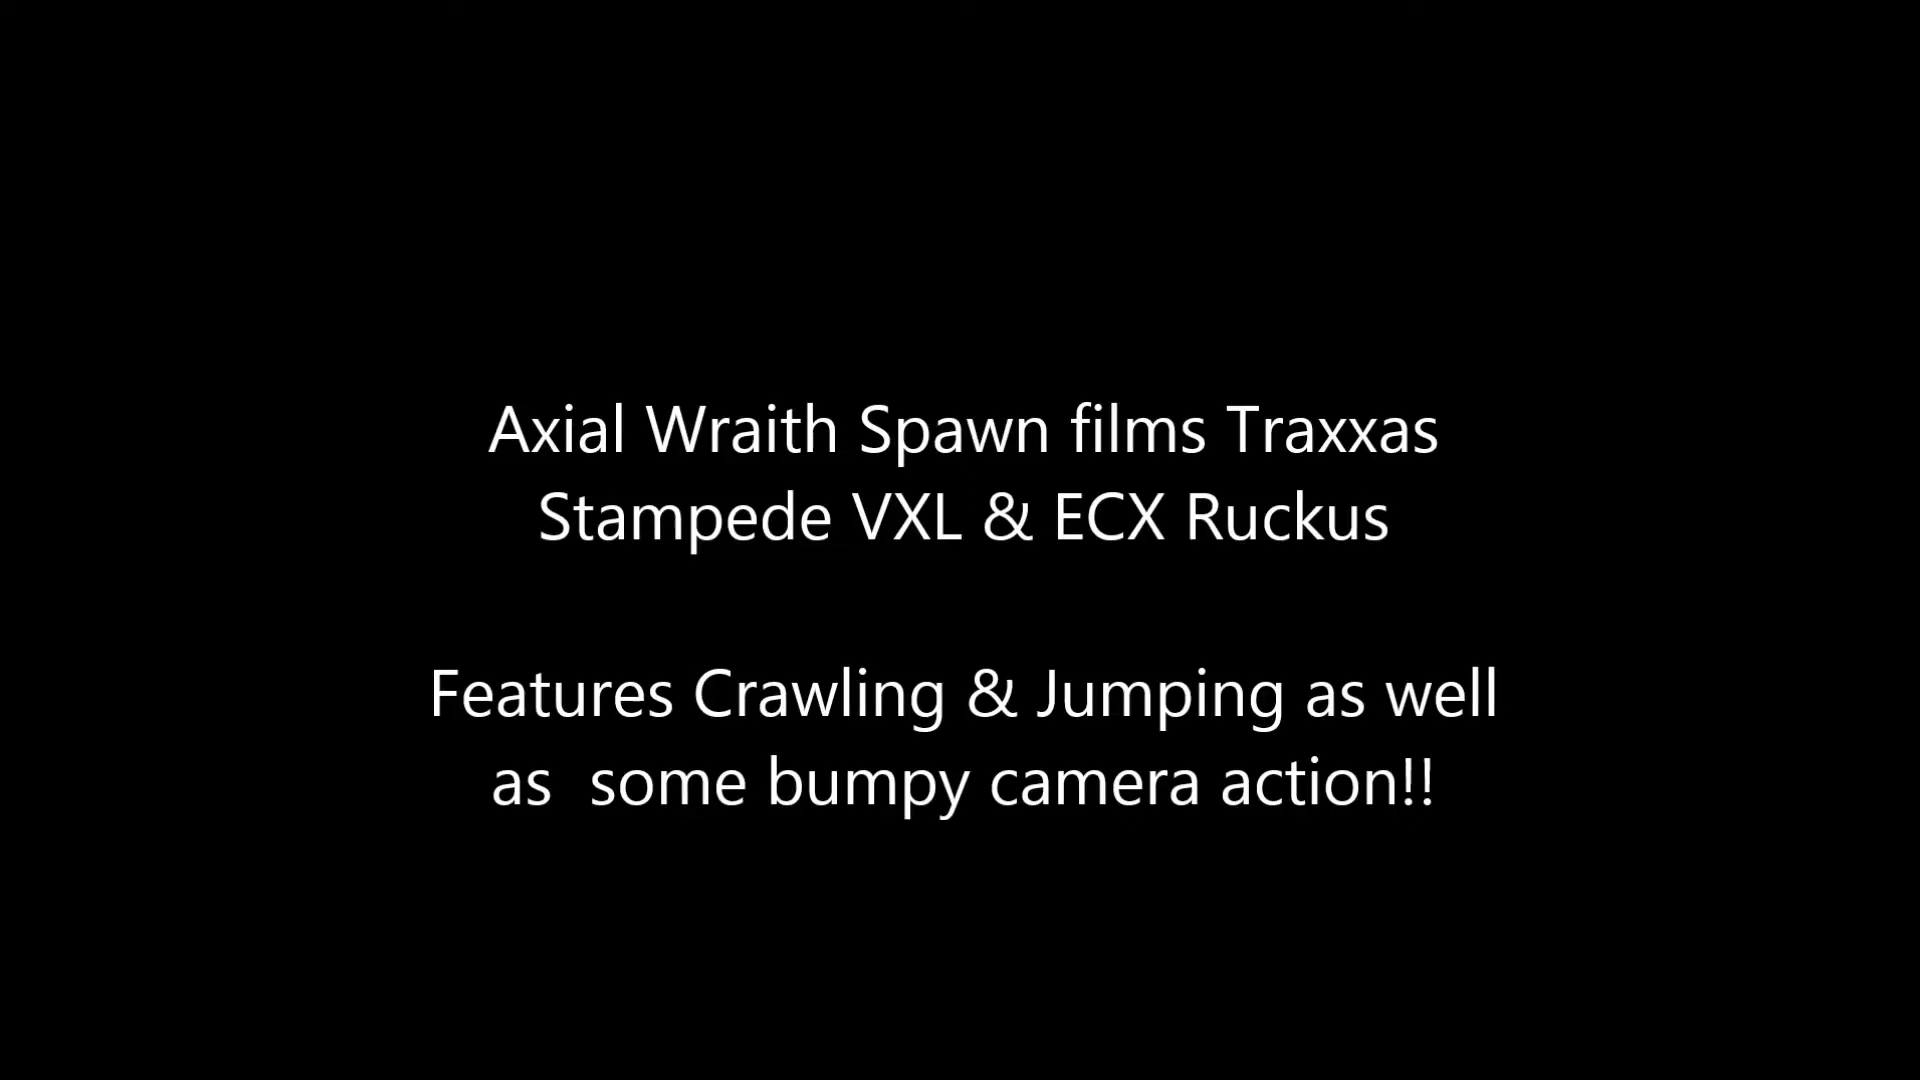 Axial Wraith Spawn films Traxxas
Stampede VXL & ECX Ruckus
Features Crawling & Jumping as well
as  some bumpy camera action!!